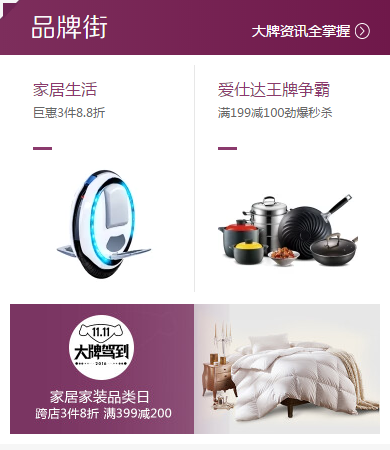 品牌街
大牌资讯全掌握
家居生活
巨惠3件8.8折
爱仕达王牌争霸
满199减100劲爆秒杀
11.11
大牌驾到
2016
家居家装品类日
跨店3件8折 满399减200